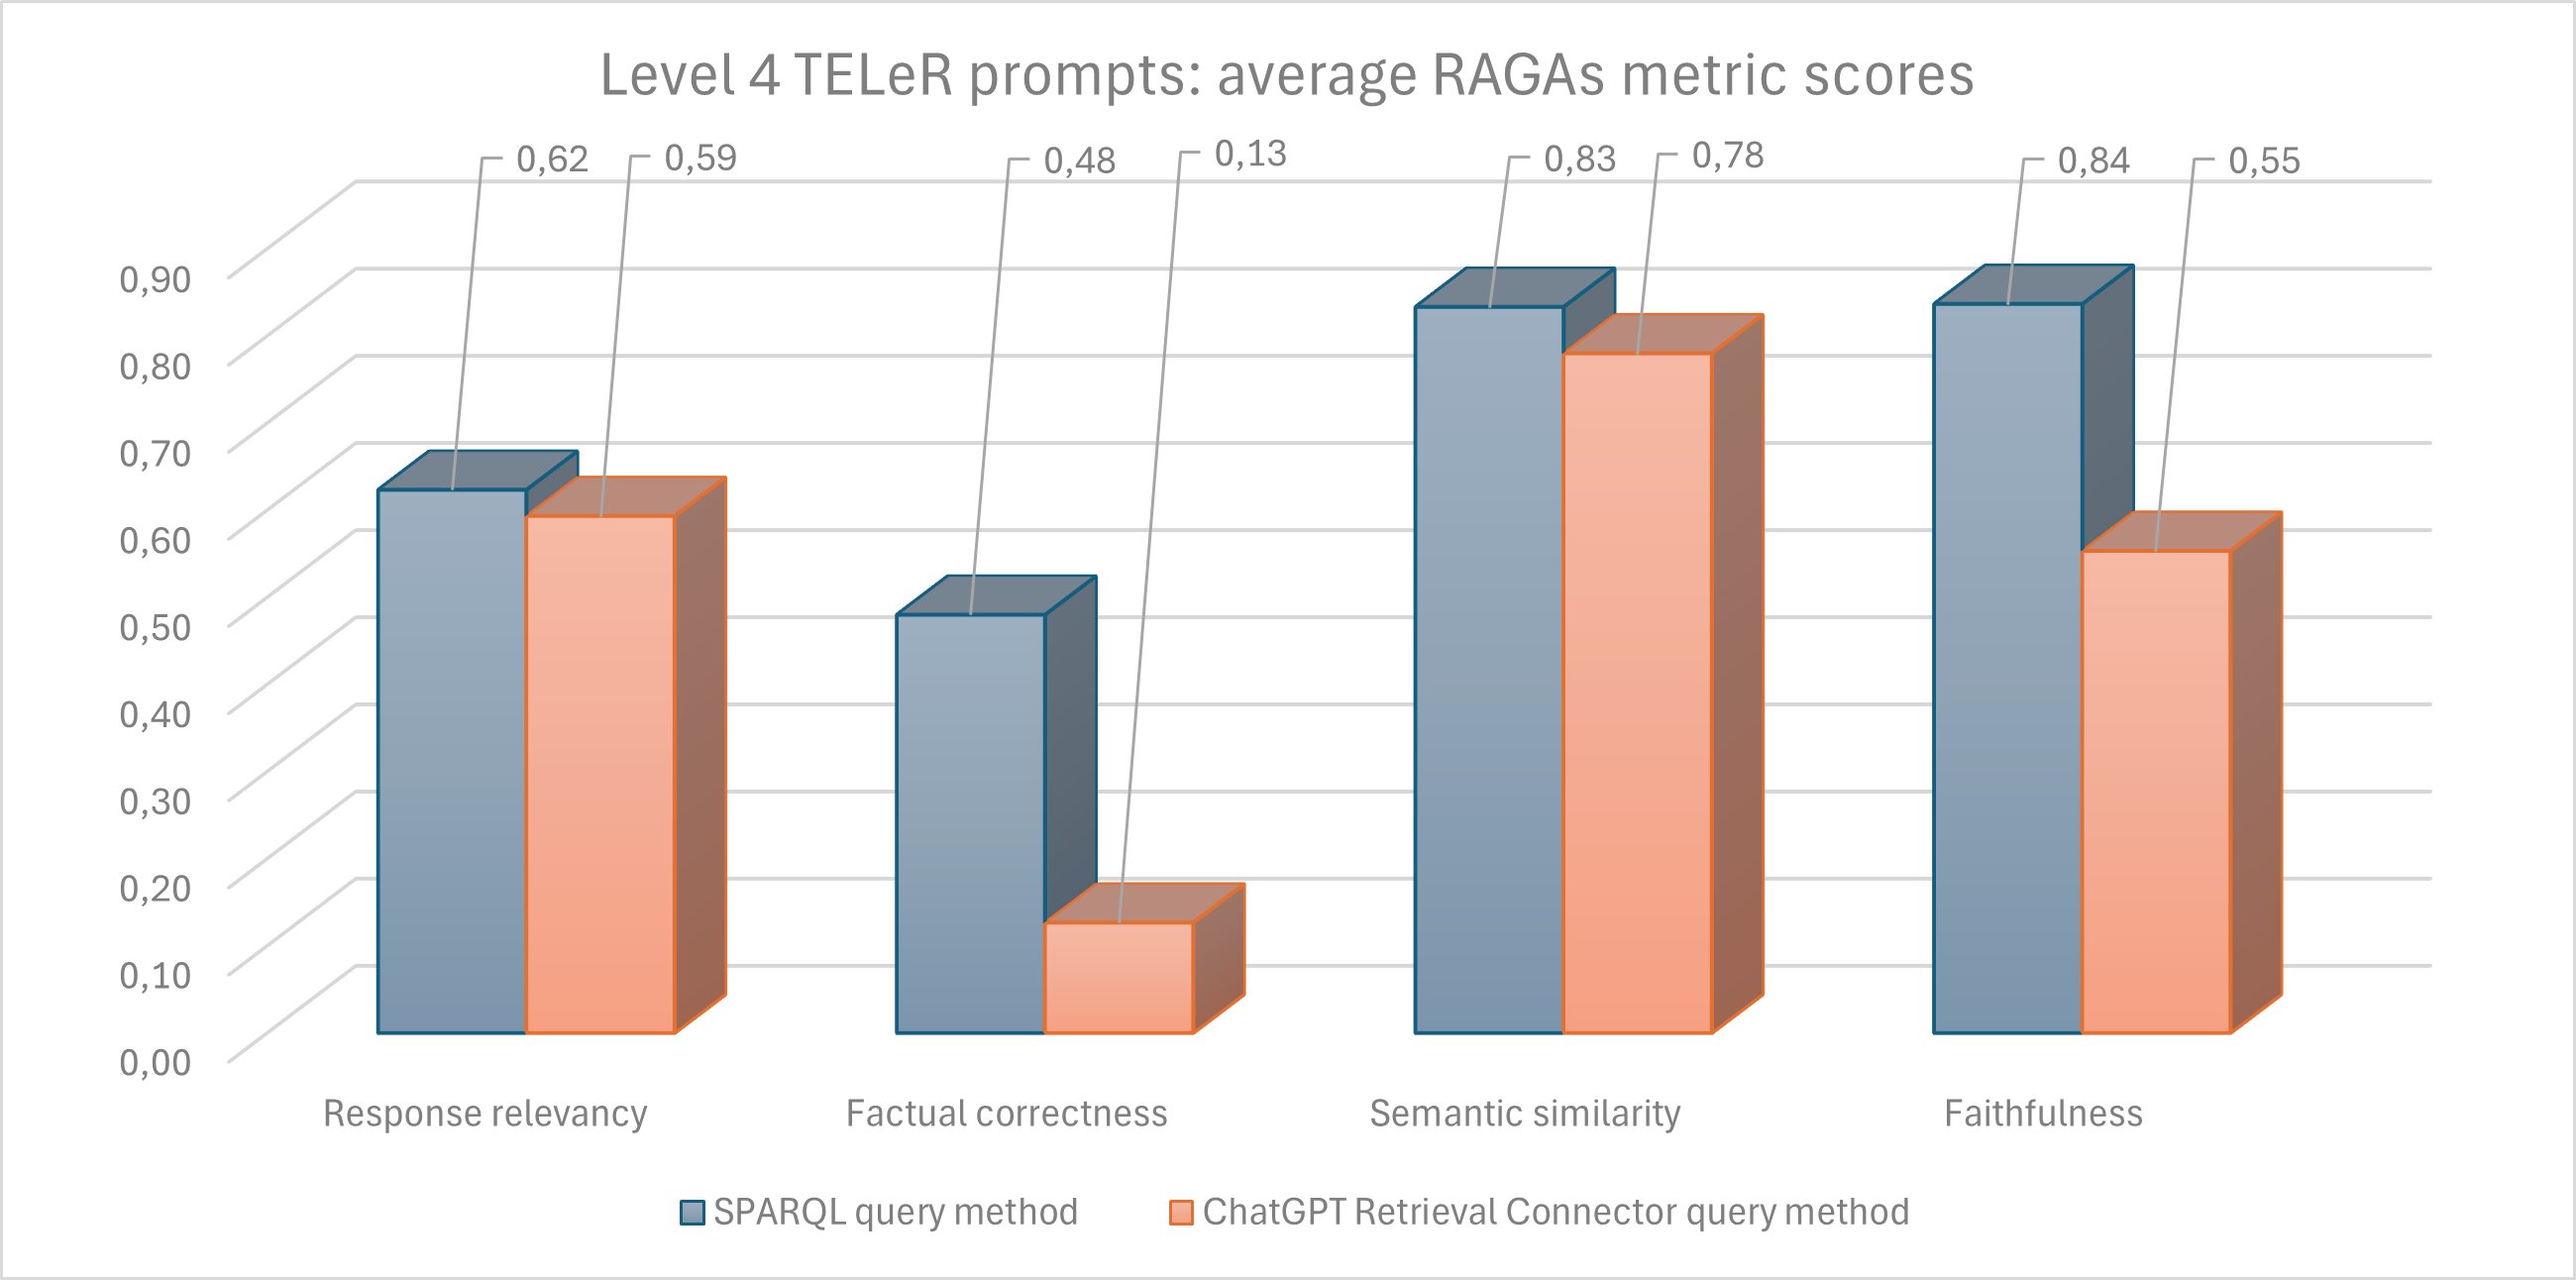 Level 4 TELeR prompts: average RAGAs metric scores
0,62
0,59
0,48
0,13
0,83
0,78
0,84
0,55
0,90
0,80
0,70
0,60
0,50
0,40
0,30
0,20
0,10
0,00
Response relevancy
Factual correctness
Semantic similarity
Faithfulness
SPARQL query method
ChatGPT Retrieval Connector query method